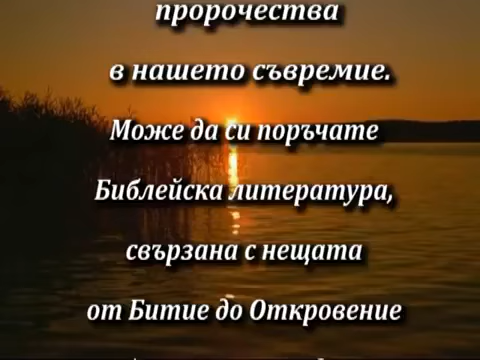 пророчества
в нашето съвремие.
Може да си поръчате
Библейска литература,
свързана с нещата
от Битие до Откровение